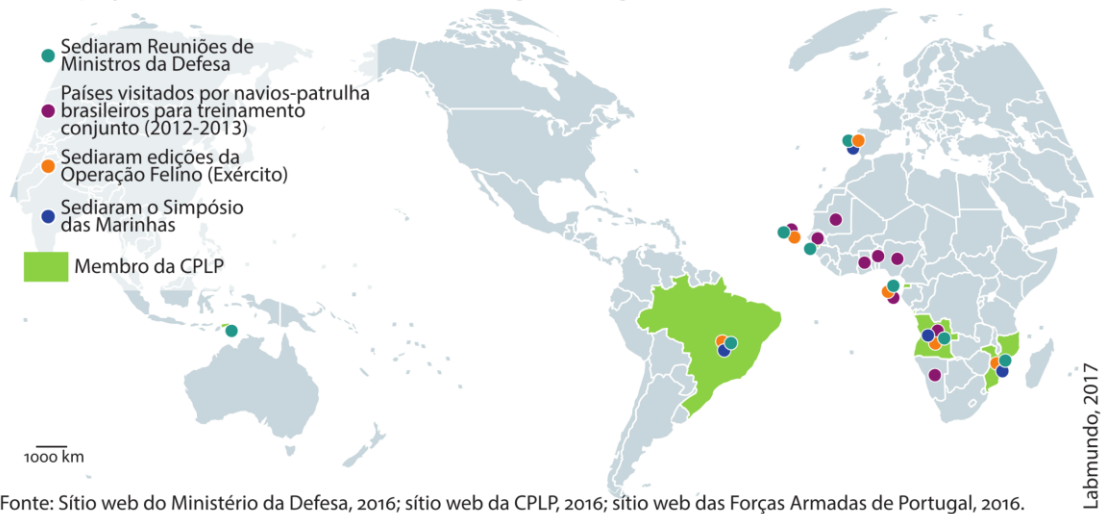 Sediaram Reuniões de
Ministros da Defesa
Países visitados por navios-patrulha
brasileiros para treinamento
conjunto (2012-2013)
Sediaram edições da
Operação Felino (Exército)
Sediaram o Simpósio
das Marinhas
Membro da CPLP
1000 km
Labmundo, 2017
Fonte: Sítio web do Ministério da Defesa, 2016; sítio web da CPLP, 2016; sítio web das Forças Armadas de Portugal, 2016.